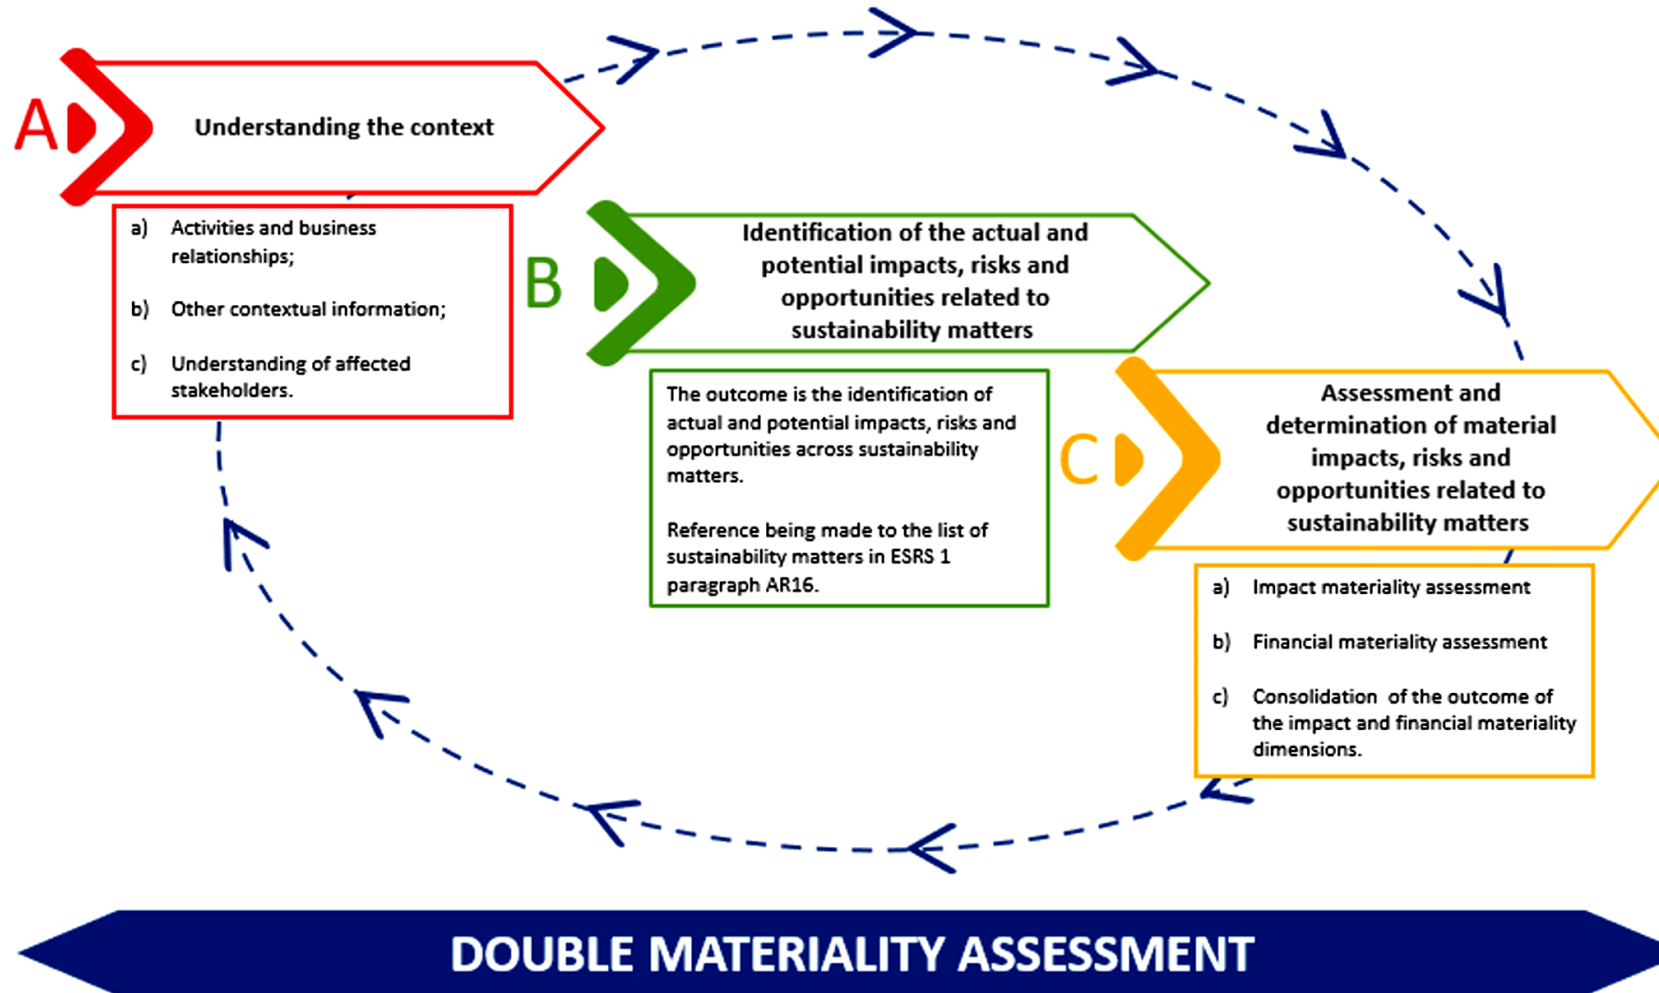 A
Understanding the context
a) Activities and business
relationships;
b) Other contextual information;
c) Understanding of affected
stakeholders.
B
Identification of the actual and
potential impacts, risks and
opportunities related to
sustainability matters
The outcome is the identification of
actual and potential impacts, risks and
opportunities across sustainability
matters.
Reference being made to the list of
sustainability matters in ESRS 1
paragraph AR16.
C
Assessment and
determination of material
impacts, risks and
opportunities related to
sustainability matters
a) Impact materiality assessment
b) Financial materiality assessment
c) Consolidation of the outcome of
the impact and financial materiality
dimensions.
DOUBLE MATERIALITY ASSESSMENT